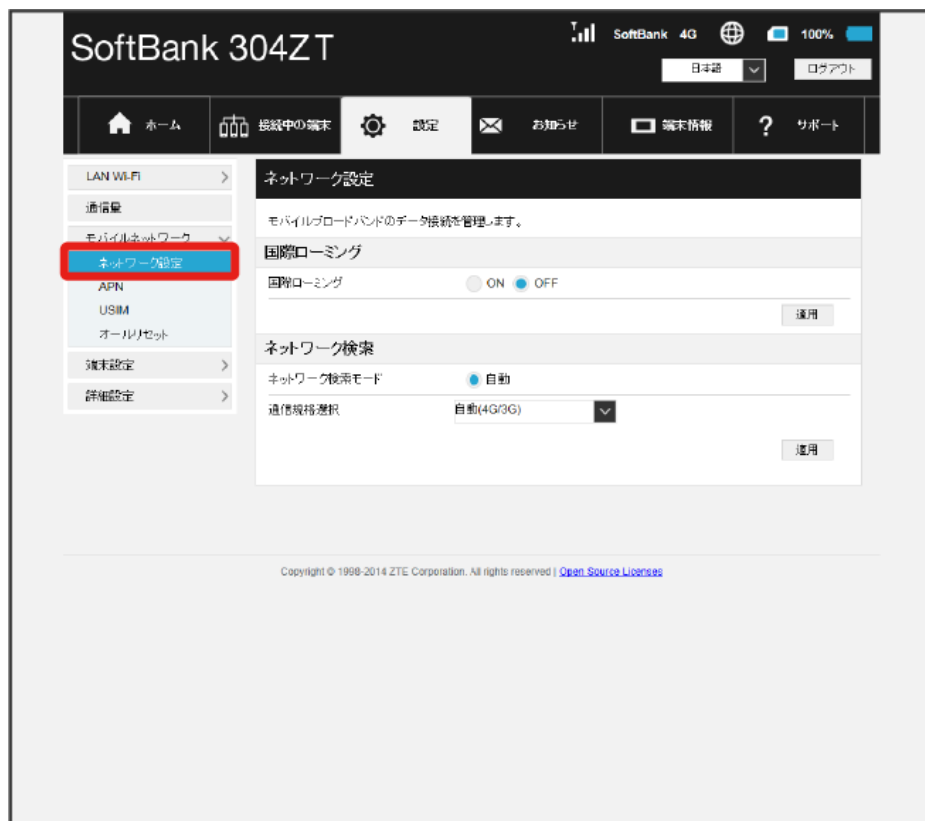 SoftBank 304ZT
SoftBank 4G 100%
日本語 ログアウト
ホーム 接続中の端末 設定 お知らせ 端末情報 ? サポート
LAN Wi-Fi
通信量
モバイルネットワーク
ネットワーク設定
APN
USIM
オールリセット
端末設定
詳細設定
ネットワーク設定
モバイルブロードバンドのデータ接続を管理します。
国際ローミング
国際ローミング ON OFF
適用
ネットワーク検索
ネットワーク検索モード 自動
通信規格選択 自動(4G/3G)
適用
Copyright © 1998-2014 ZTE Corporation. All rights reserved | Open Source Licenses